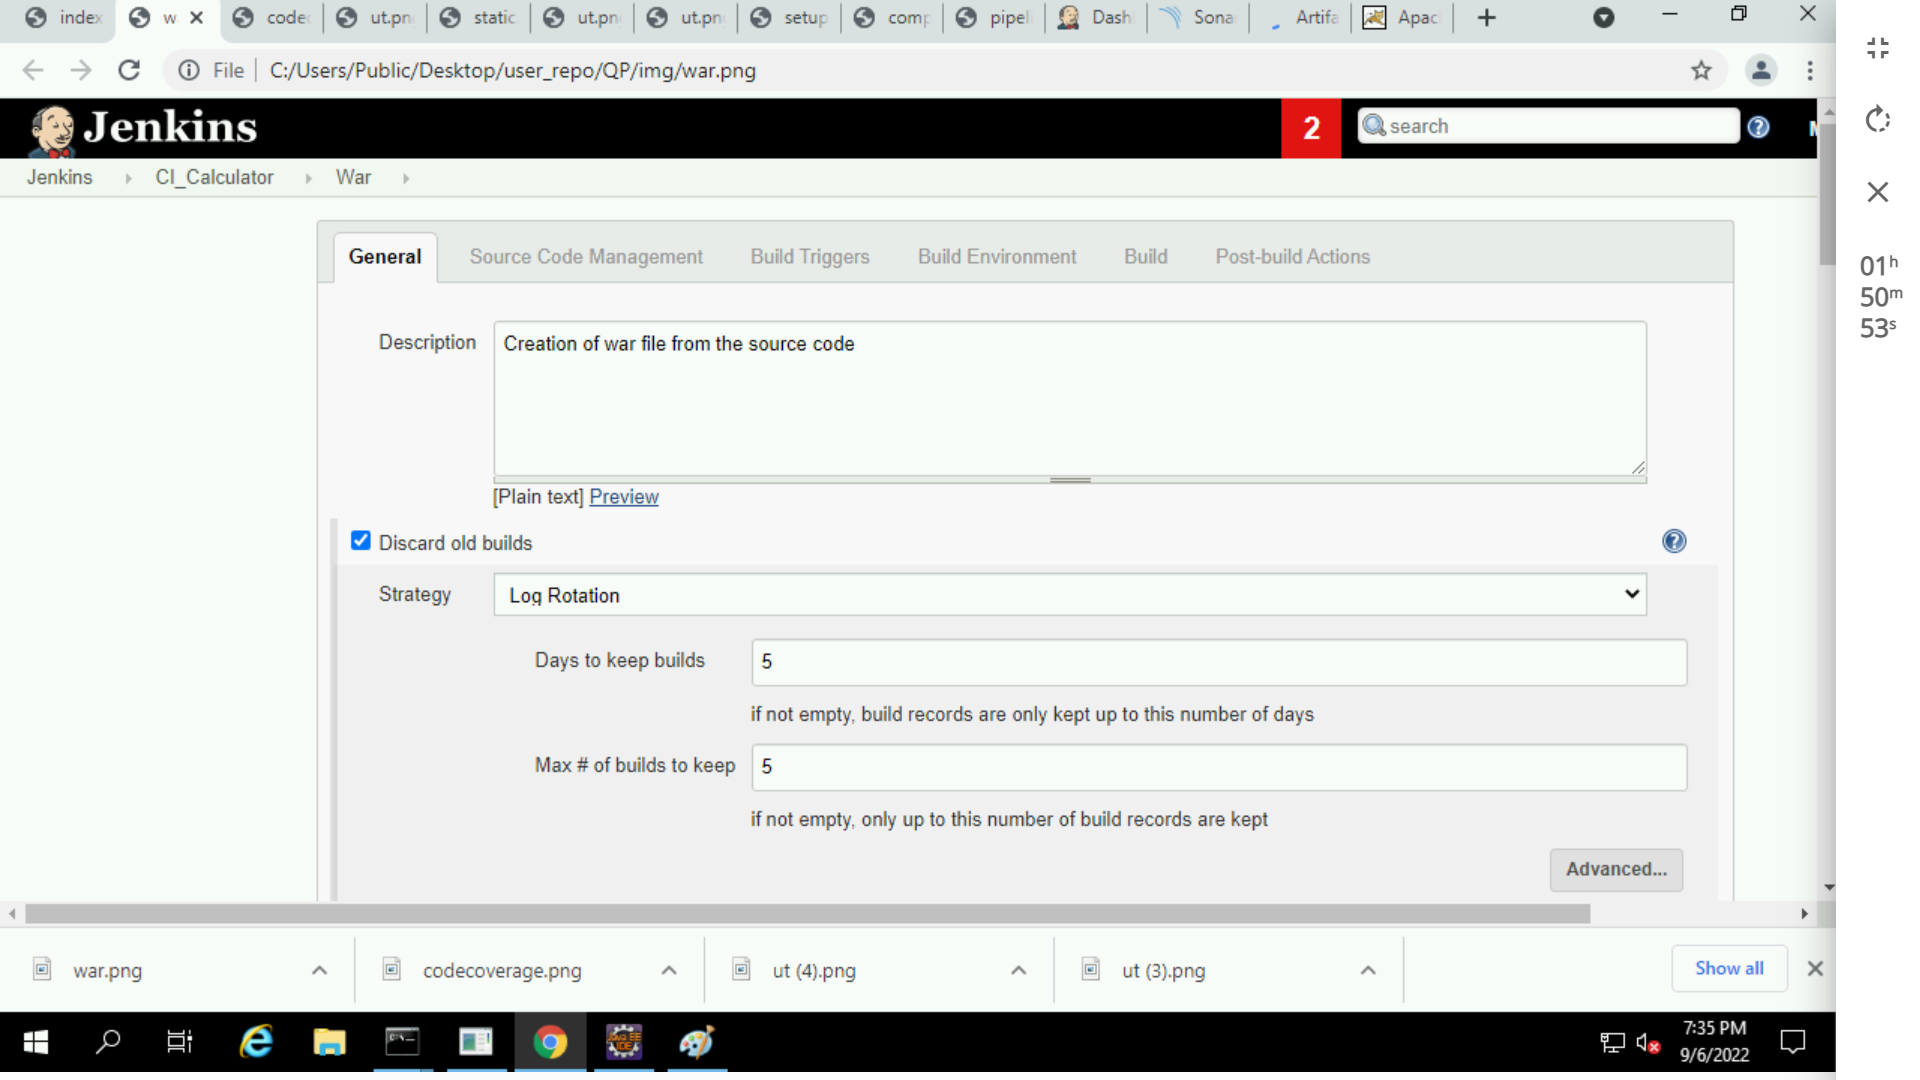 index
w
codec
ut.pn
static
ut.pn
ut.pn
setup
comp
pipeli
Dashl
Sonar
Artifa
Apac
File
C:/Users/Public/Desktop/user_repo/QP/img/war.png
Jenkins
2
search
Jenkins
CI_Calculator
War
General
Source Code Management
Build Triggers
Build Environment
Build
Post-build Actions
Description
Creation of war file from the source code
[Plain text] Preview
Discard old builds
Strategy
Log Rotation
Days to keep builds
5
if not empty, build records are only kept up to this number of days
Max # of builds to keep
5
if not empty, only up to this number of build records are kept
Advanced...
war.png
codecoverage.png
ut (4).png
ut (3).png
Show all
7:35 PM
9/6/2022
01h
50m
53s